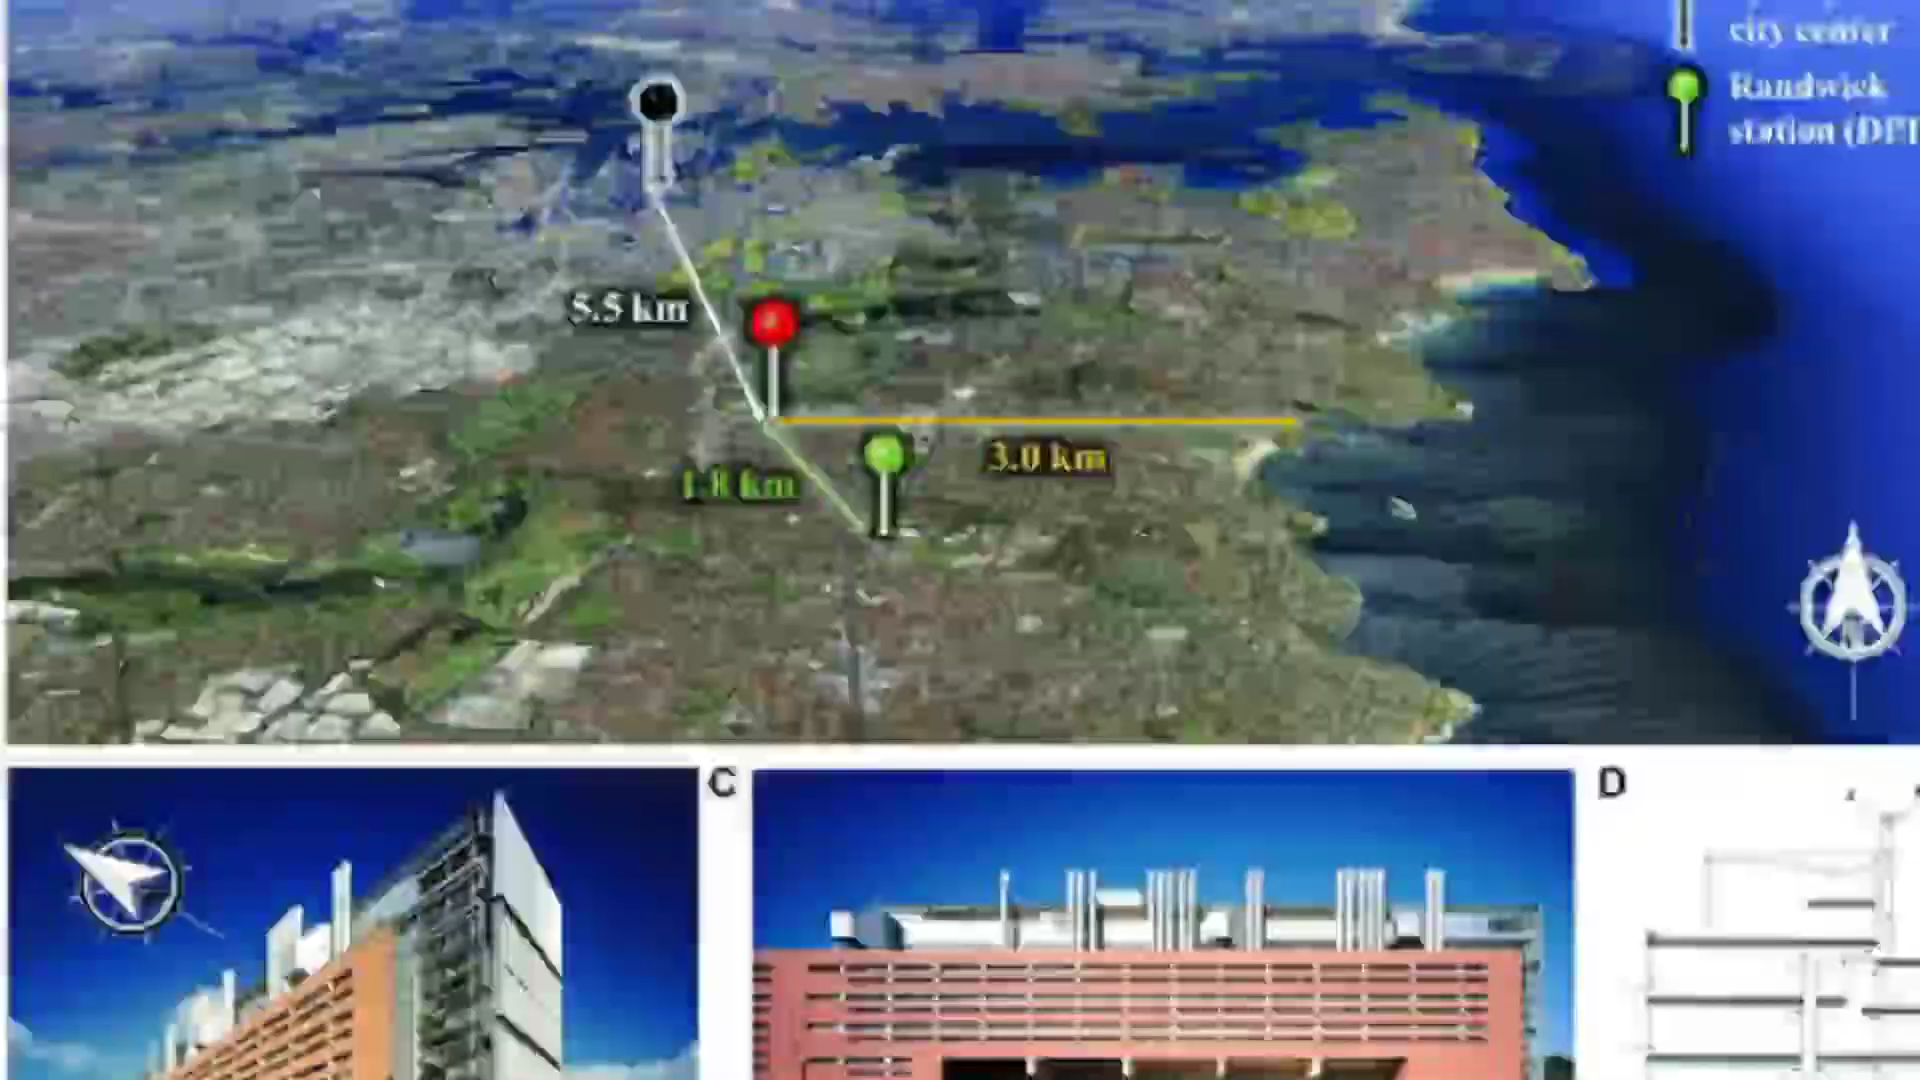 city center
Randwick
station (DPI
5.5 km
3.0 km
1.8 km
C
D